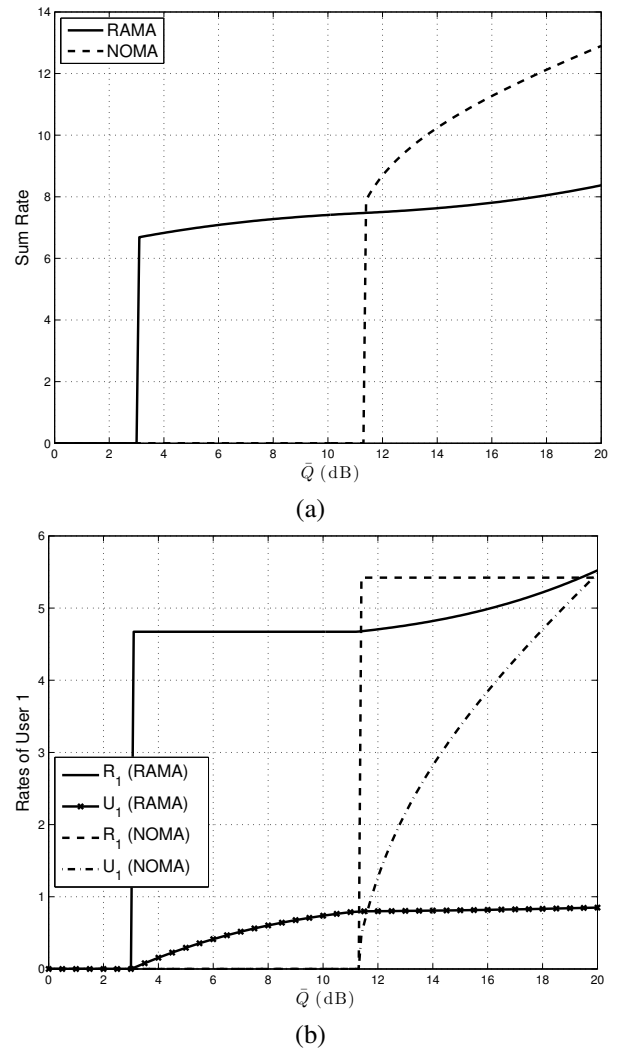 14
12
10
8
6
4
2
0
Sum Rate
RAMA
NOMA
0 2 4 6 8 10 12 14 16 18 20
Q̄ (dB)
(a)
6
5
4
3
2
1
0
Rates of User 1
R₁ (RAMA)
U₁ (RAMA)
R₁ (NOMA)
U₁ (NOMA)
0 2 4 6 8 10 12 14 16 18 20
Q̄ (dB)
(b)